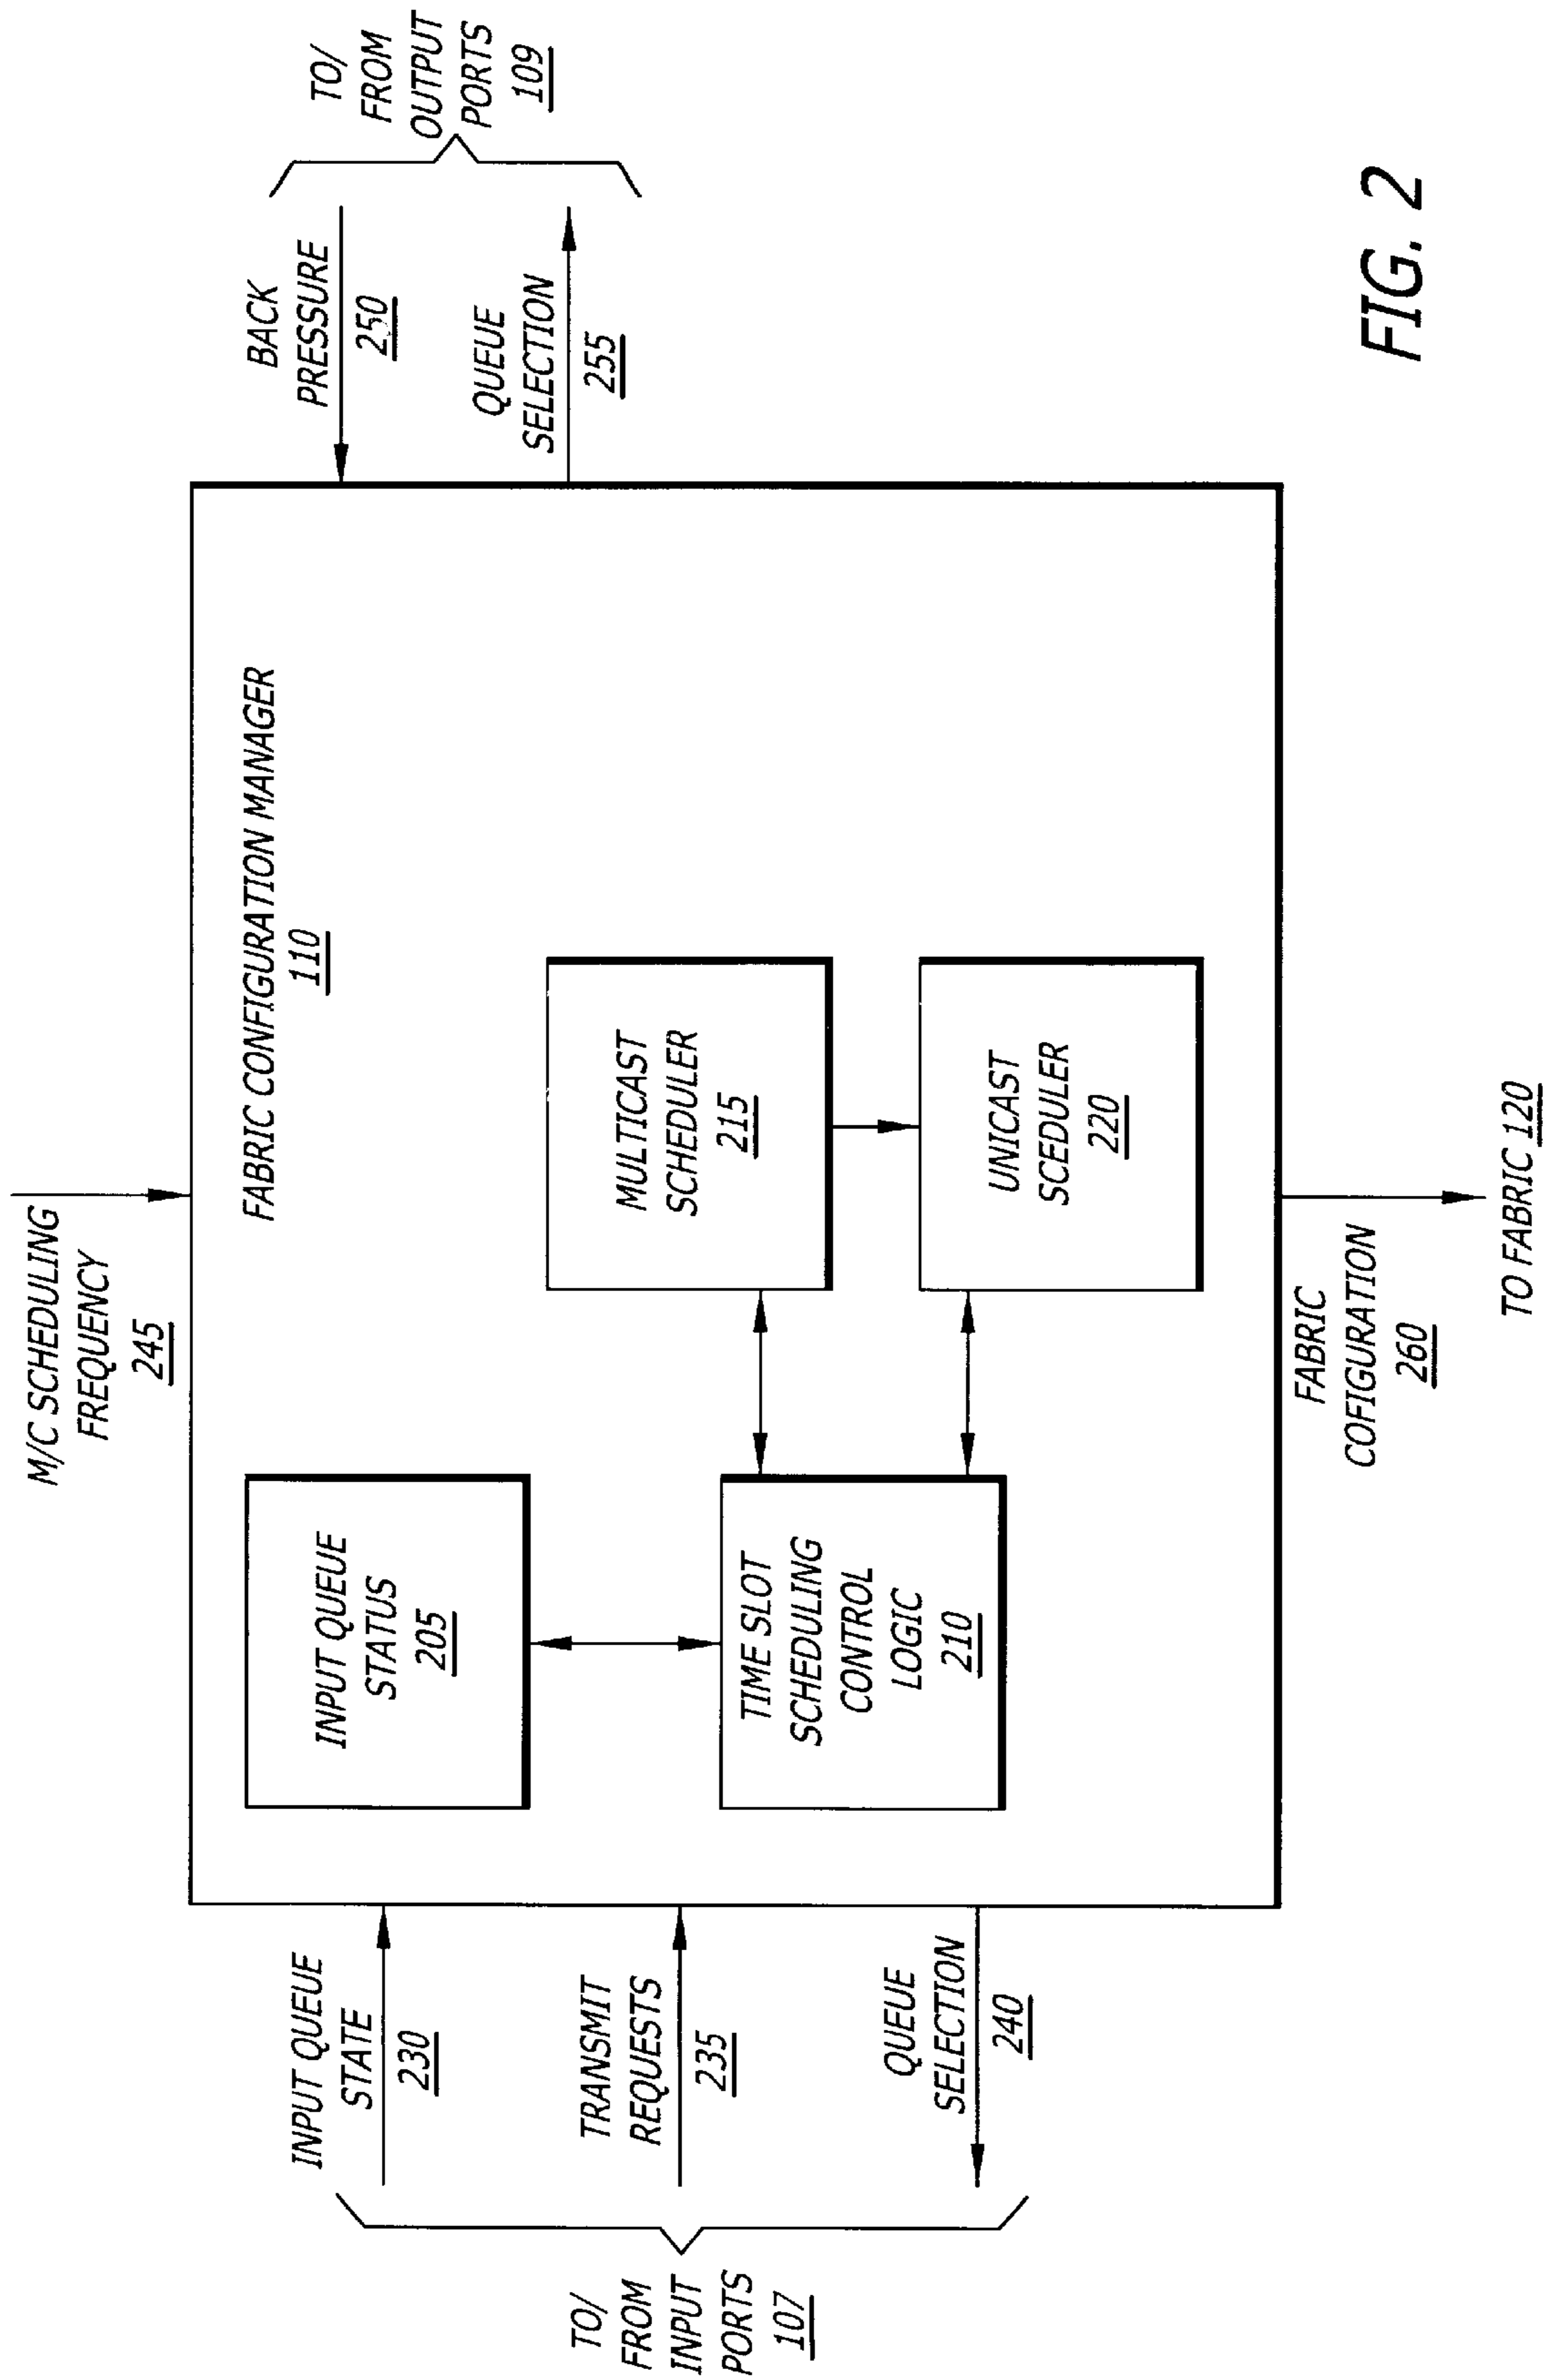 M/C SCHEDULING
FREQUENCY
245
FABRIC CONFIGURATION MANAGER
110
INPUT QUEUE
STATE
230
TRANSMIT
REQUESTS
235
QUEUE
SELECTION
240
TO/
FROM
INPUT
PORTS
107
INPUT QUEUE
STATUS
205
TIME SLOT
SCHEDULING
CONTROL
LOGIC
210
MULTICAST
SCHEDULER
215
UNICAST
SCEDULER
220
BACK
PRESSURE
250
QUEUE
SELECTION
255
TO/
FROM
OUTPUT
PORTS
109
FABRIC
COFIGURATION
260
TO FABRIC 120
FIG. 2